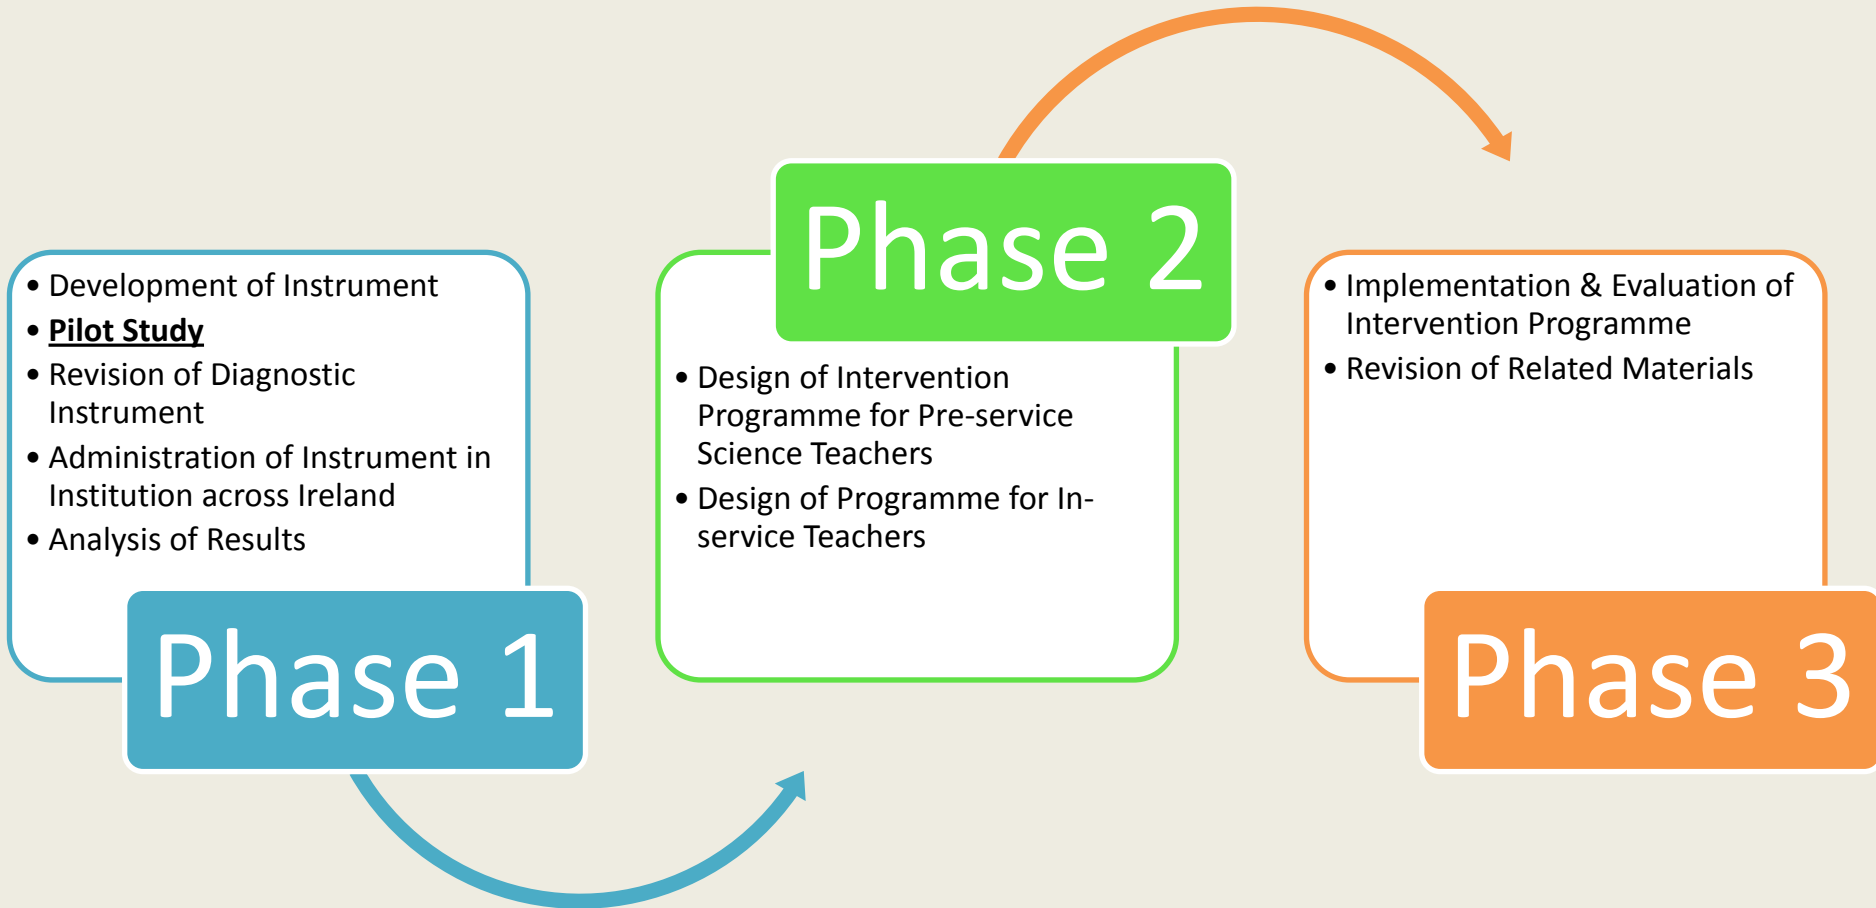 • Development of Instrument
• Pilot Study
• Revision of Diagnostic
Instrument
• Administration of Instrument in
Institution across Ireland
• Analysis of Results
Phase 1
Phase 2
• Design of Intervention
Programme for Pre-service
Science Teachers
• Design of Programme for In-
service Teachers
• Implementation & Evaluation of
Intervention Programme
• Revision of Related Materials
Phase 3